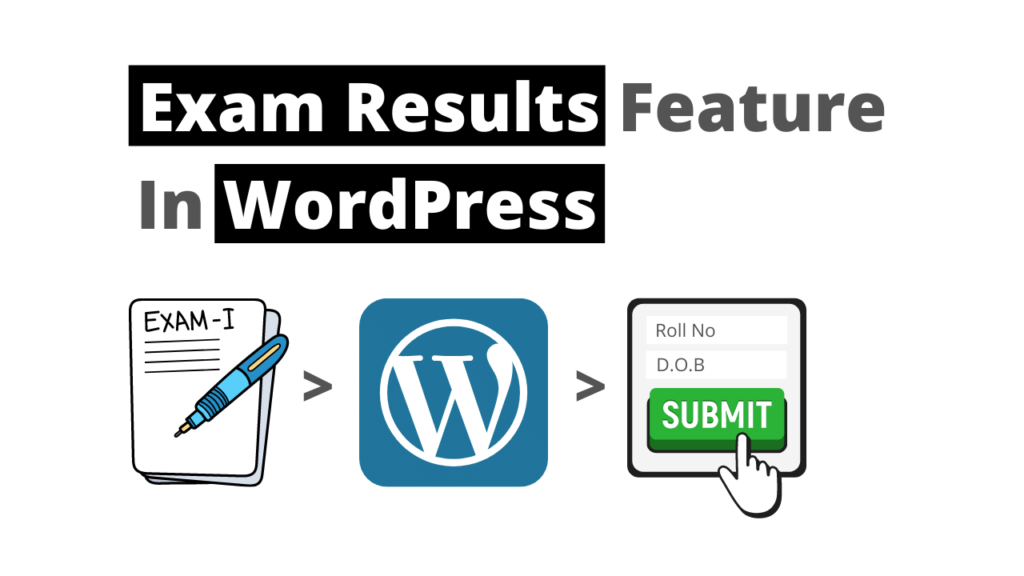 Exam Results Feature
In WordPress
EXAM-I
>
>
Roll No
D.O.B
SUBMIT